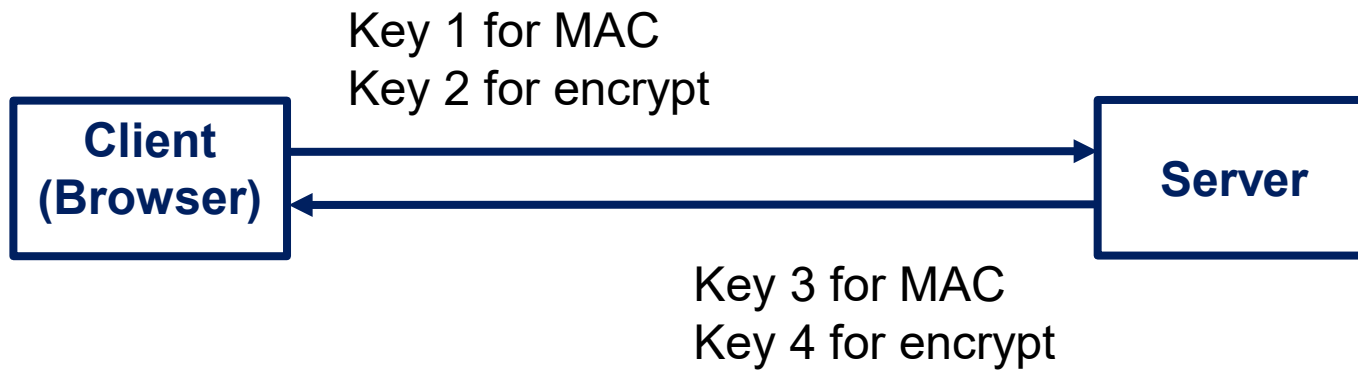 Key 1 for MAC
Key 2 for encrypt
Client
(Browser)
Server
Key 3 for MAC
Key 4 for encrypt